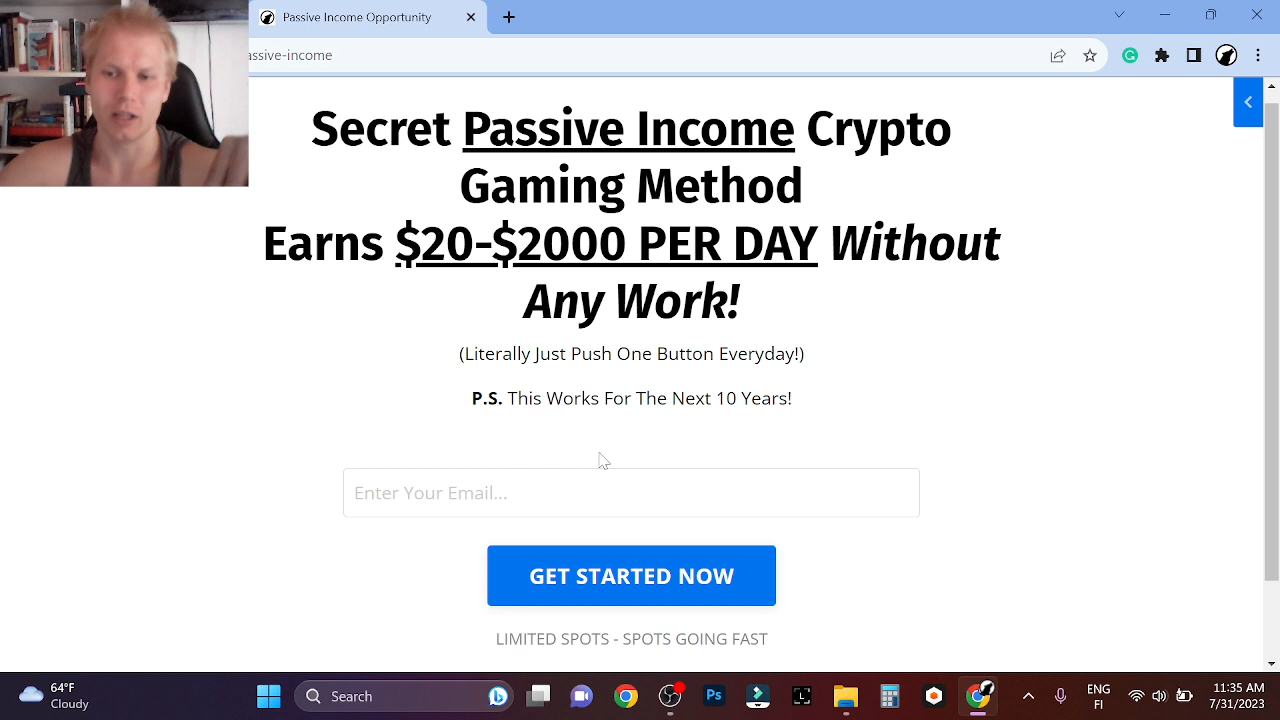 Passive Income Opportunity
assive-income
Secret Passive Income Crypto
Gaming Method
Earns $20-$2000 PER DAY Without
Any Work!
(Literally Just Push One Button Everyday!)
P.S. This Works For The Next 10 Years!
Enter Your Email...
GET STARTED NOW
LIMITED SPOTS - SPOTS GOING FAST
64°F
Cloudy
Search
Ps
L
ENG
FI
11:35 AM
7/31/2023